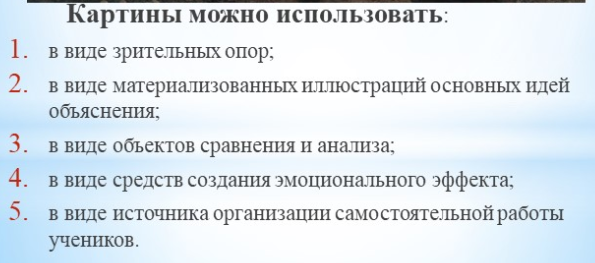 Картины можно использовать:
1. в виде зрительных опор;
2. в виде материализованных иллюстраций основных идей
объяснения;
3. в виде объектов сравнения и анализа;
4. в виде средств создания эмоционального эффекта;
5. в виде источника организации самостоятельной работы
учеников.